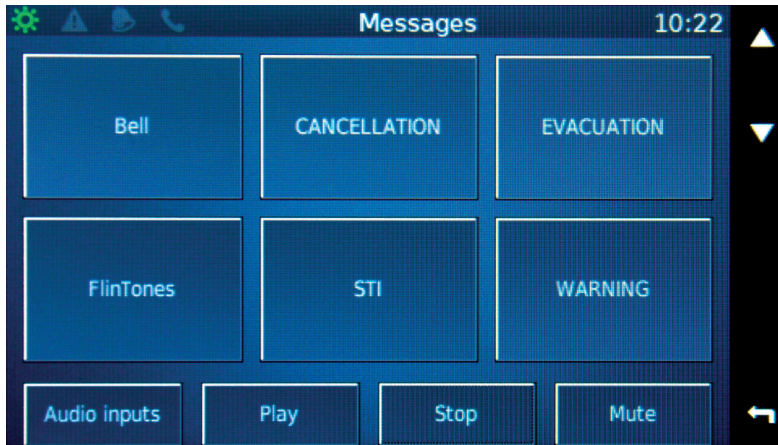 Messages 10:22
Bell CANCELLATION EVACUATION
FlinTones STI WARNING
Audio inputs Play Stop Mute